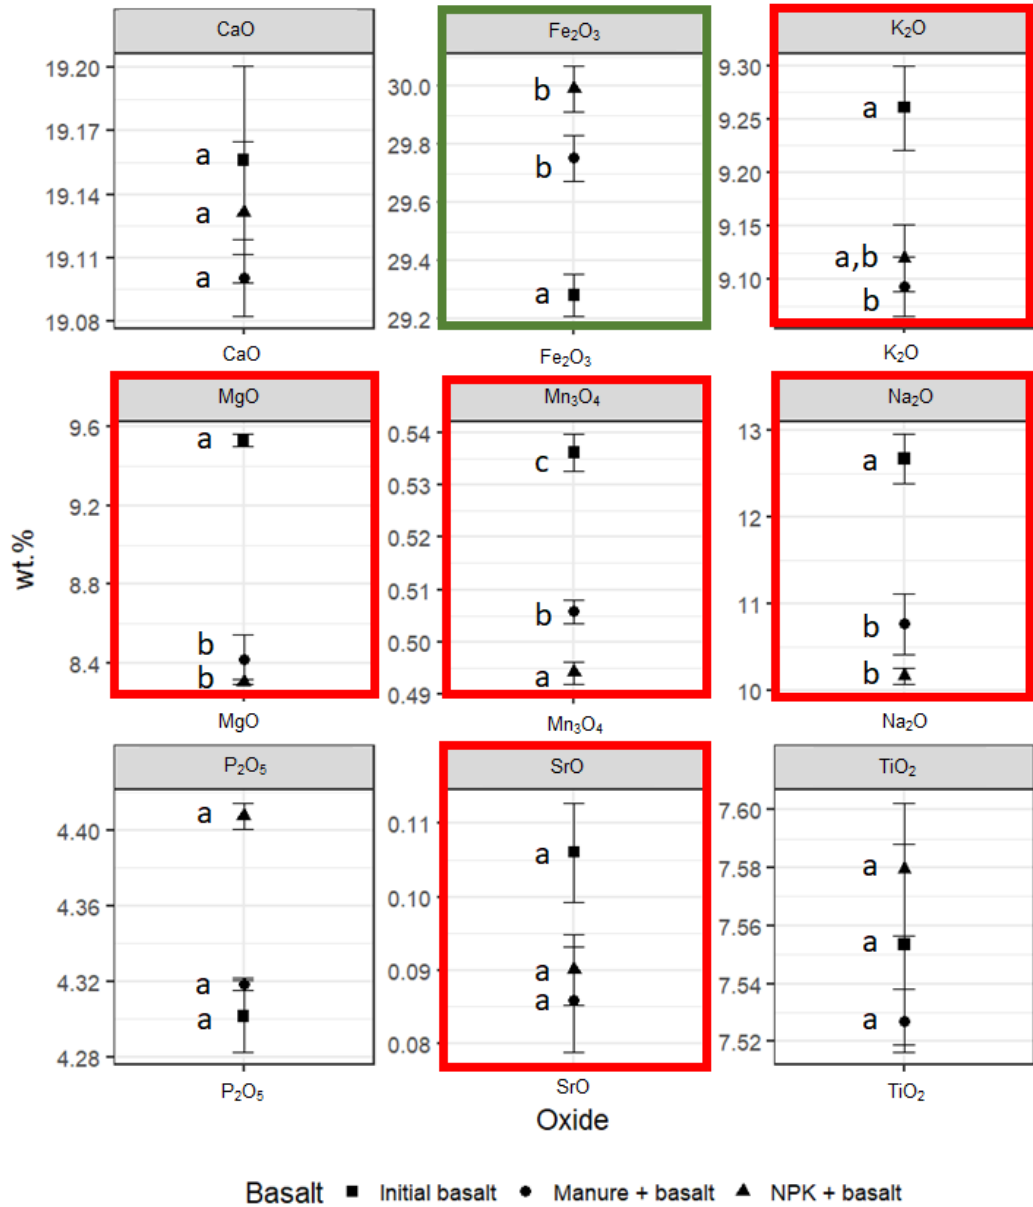 CaO
Fe₂O₃
K₂O
19.20
19.17
19.14
19.11
19.08
a
a
a
30.0
29.8
29.6
29.4
29.2
b
b
a
9.30
9.25
9.20
9.15
9.10
a
a,b
b
CaO
Fe₂O₃
K₂O
wt.%
MgO
Mn₃O₄
Na₂O
9.6
9.2
8.8
8.4
a
b
b
0.54
0.53
0.52
0.51
0.50
0.49
c
b
a
13
12
11
10
a
b
b
MgO
Mn₃O₄
Na₂O
P₂O₅
SrO
TiO₂
4.40
4.36
4.32
4.28
a
a
a
0.11
0.10
0.09
0.08
a
a
a
7.60
7.58
7.56
7.54
7.52
a
a
a
P₂O₅
SrO
TiO₂
Oxide
Basalt Initial basalt Manure + basalt NPK + basalt